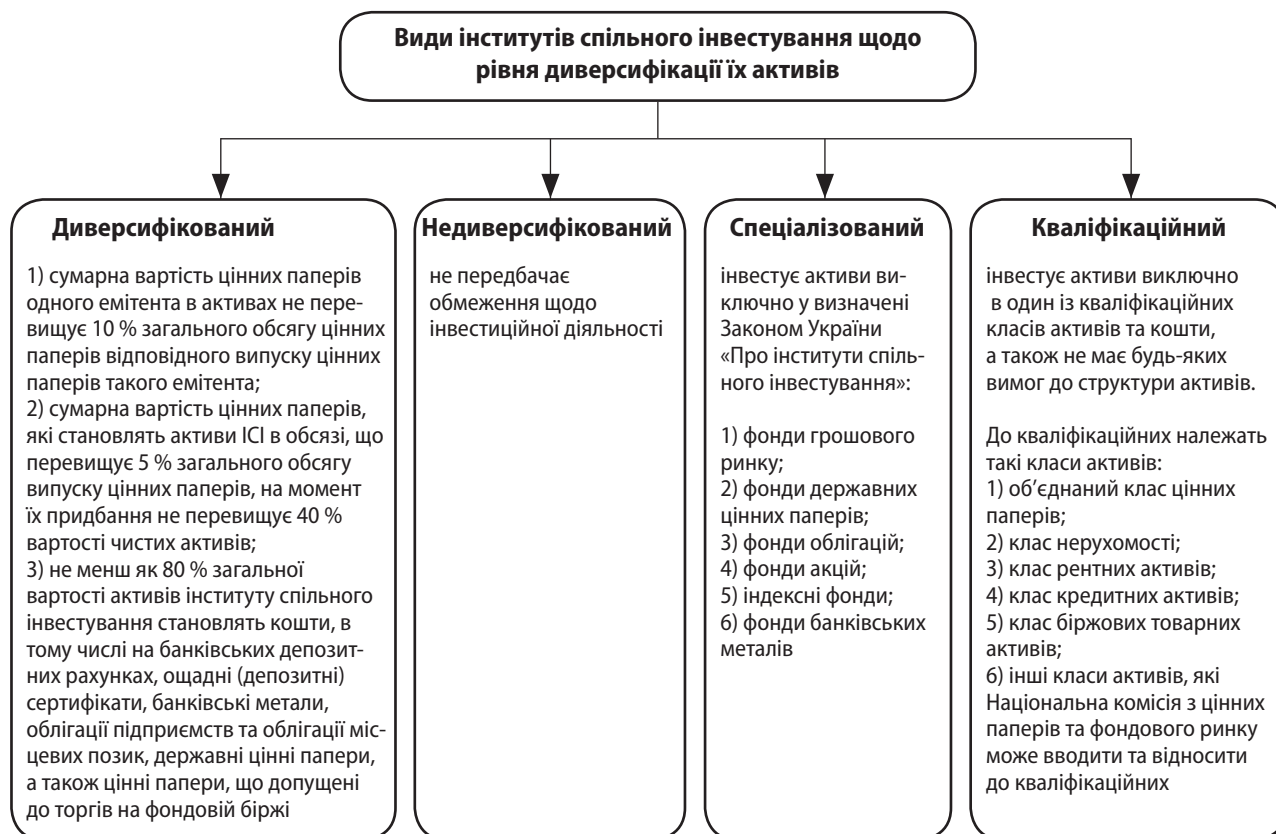 Види інститутів спільного інвестування щодо
рівня диверсифікації їх активів
Диверсифікований
1) сумарна вартість цінних паперів
одного емітента в активах не пере-
вищує 10 % загального обсягу цінних
паперів відповідного випуску цінних
паперів такого емітента;
2) сумарна вартість цінних паперів,
які становлять активи ІСІ в обсязі, що
перевищує 5 % загального обсягу
випуску цінних паперів, на момент
їх придбання не перевищує 40 %
вартості чистих активів;
3) не менш як 80 % загальної
вартості активів інституту спільного
інвестування становлять кошти, в
тому числі на банківських депозит-
них рахунках, ощадні (депозитні)
сертифікати, банківські метали,
облігації підприємств та облігації міс-
цевих позик, державні цінні папери,
а також цінні папери, що допущені
до торгів на фондовій біржі
Недиверсифікований
не передбачає
обмеження щодо
інвестиційної діяльності
Спеціалізований
інвестує активи ви-
ключно у визначені
Законом України
«Про інститути спіль-
ного інвестування»:
1) фонди грошового
ринку;
2) фонди державних
цінних паперів;
3) фонди облігацій;
4) фонди акцій;
5) індексні фонди;
6) фонди банківських
металів
Кваліфікаційний
інвестує активи виключно
в один із кваліфікаційних
класів активів та кошти,
а також не має будь-яких
вимог до структури активів.
До кваліфікаційних належать
такі класи активів:
1) об’єднаний клас цінних
паперів;
2) клас нерухомості;
3) клас рентних активів;
4) клас кредитних активів;
5) клас біржових товарних
активів;
6) інші класи активів, які
Національна комісія з цінних
паперів та фондового ринку
може вводити та відносити
до кваліфікаційних